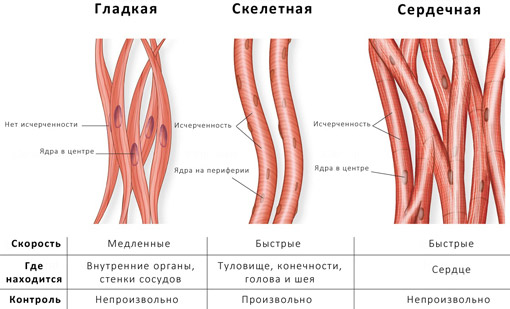 Гладкая
Скелетная
Сердечная
Нет исчерченности
Ядра в центре
Исчерченность
Ядра на периферии
Исчерченность
Ядра в центре
Скорость Медленные Быстрые Быстрые
Где находится Внутренние органы, стенки сосудов Туловище, конечности, голова и шея Сердце
Контроль Непроизвольно Произвольно Непроизвольно